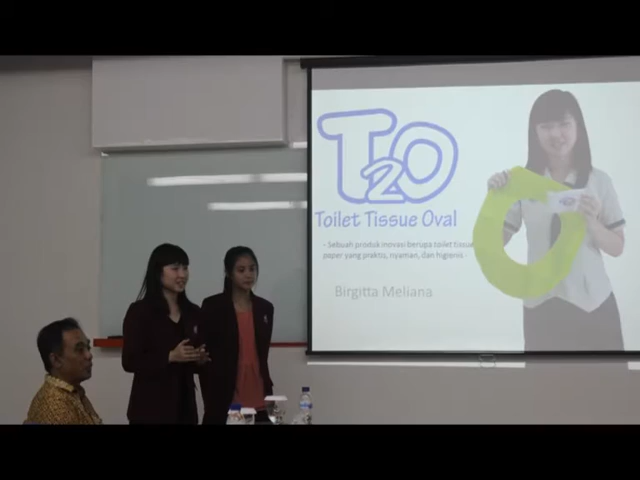 T2O
Toilet Tissue Oval
- Sebuah produk inovasi berupa toilet tissue
paper yang praktis, nyaman, dan higienis
Birgitta Meliana